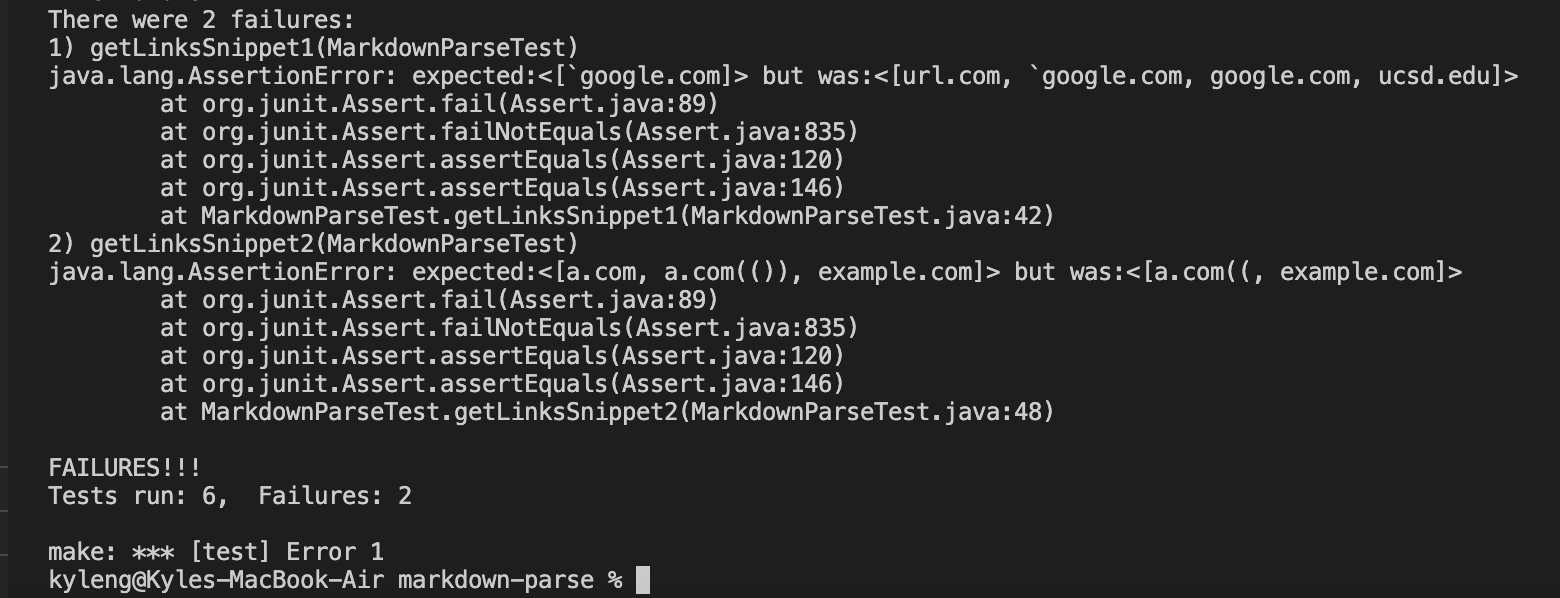 There were 2 failures:
1) getLinksSnippet1(MarkdownParseTest)
java.lang.AssertionError: expected:<[`google.com]> but was:<[url.com, `google.com, google.com, ucsd.edu]>
        at org.junit.Assert.fail(Assert.java:89)
        at org.junit.Assert.failNotEquals(Assert.java:835)
        at org.junit.Assert.assertEquals(Assert.java:120)
        at org.junit.Assert.assertEquals(Assert.java:146)
        at MarkdownParseTest.getLinksSnippet1(MarkdownParseTest.java:42)
2) getLinksSnippet2(MarkdownParseTest)
java.lang.AssertionError: expected:<[a.com, a.com(()), example.com]> but was:<[a.com((, example.com]>
        at org.junit.Assert.fail(Assert.java:89)
        at org.junit.Assert.failNotEquals(Assert.java:835)
        at org.junit.Assert.assertEquals(Assert.java:120)
        at org.junit.Assert.assertEquals(Assert.java:146)
        at MarkdownParseTest.getLinksSnippet2(MarkdownParseTest.java:48)

FAILURES!!!
Tests run: 6,  Failures: 2

make: *** [test] Error 1
kyleng@Kyles-MacBook-Air markdown-parse %